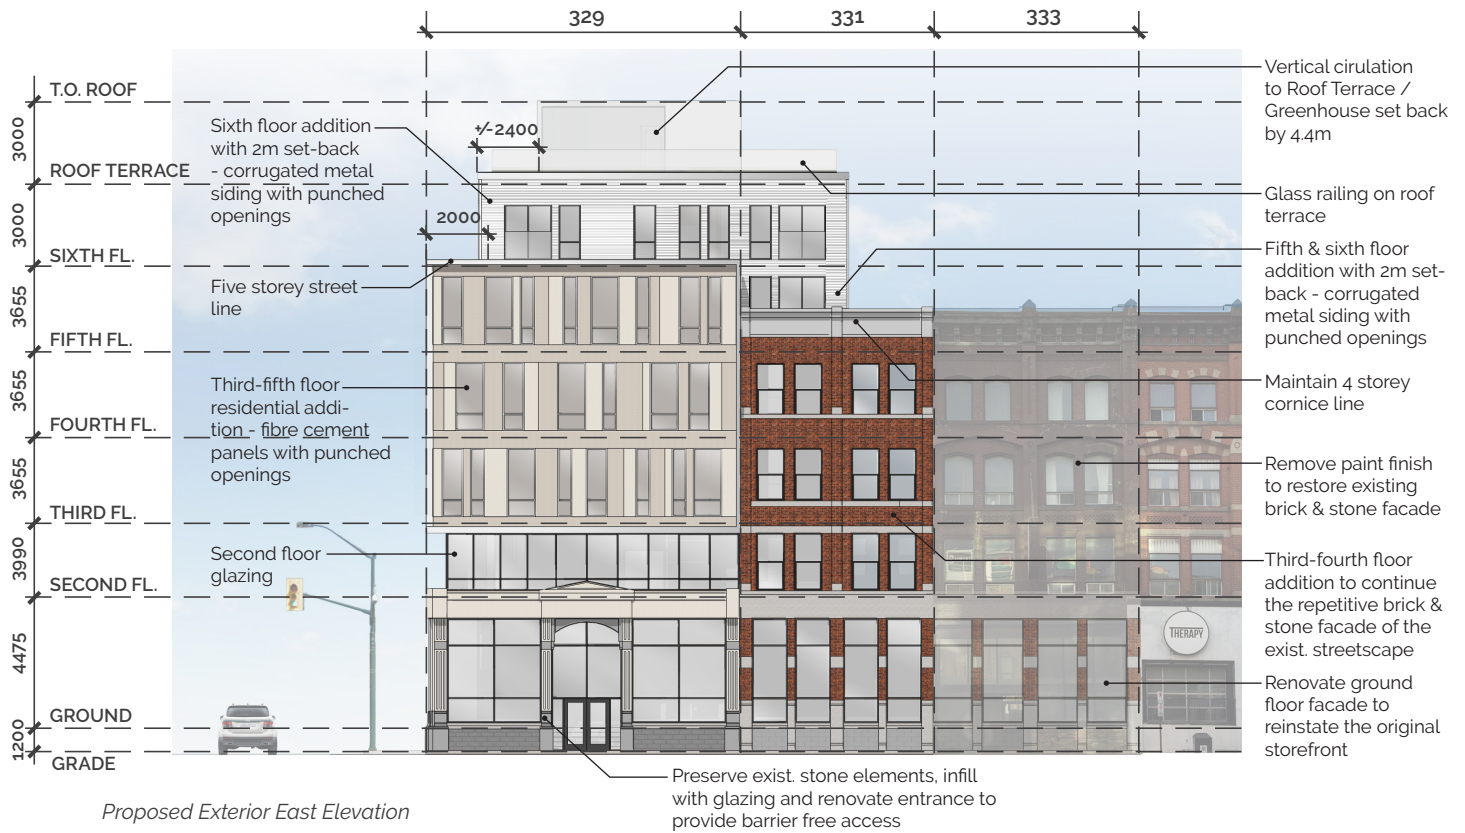 329
331
333
T.O. ROOF
3000
ROOF TERRACE
3000
SIXTH FL.
3655
FIFTH FL.
3655
FOURTH FL.
3655
THIRD FL.
3990
SECOND FL.
4475
GROUND
1200
GRADE
Sixth floor addition
with 2m set-back
- corrugated metal
siding with punched
openings
+/-2400
2000
Five storey street
line
Third-fifth floor
residential addi-
tion - fibre cement
panels with punched
openings
Second floor
glazing
Vertical cirulation
to Roof Terrace /
Greenhouse set back
by 4.4m
Glass railing on roof
terrace
Fifth & sixth floor
addition with 2m set-
back - corrugated
metal siding with
punched openings
Maintain 4 storey
cornice line
Remove paint finish
to restore existing
brick & stone facade
Third-fourth floor
addition to continue
the repetitive brick &
stone facade of the
exist. streetscape
THERAPY
Renovate ground
floor facade to
reinstate the original
storefront
Preserve exist. stone elements, infill
with glazing and renovate entrance to
provide barrier free access
Proposed Exterior East Elevation